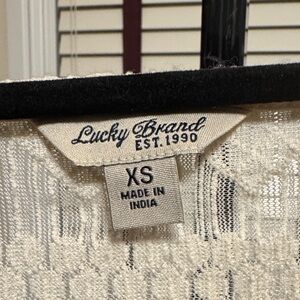 Lucky Brand
EST. 1990
XS
MADE IN
INDIA